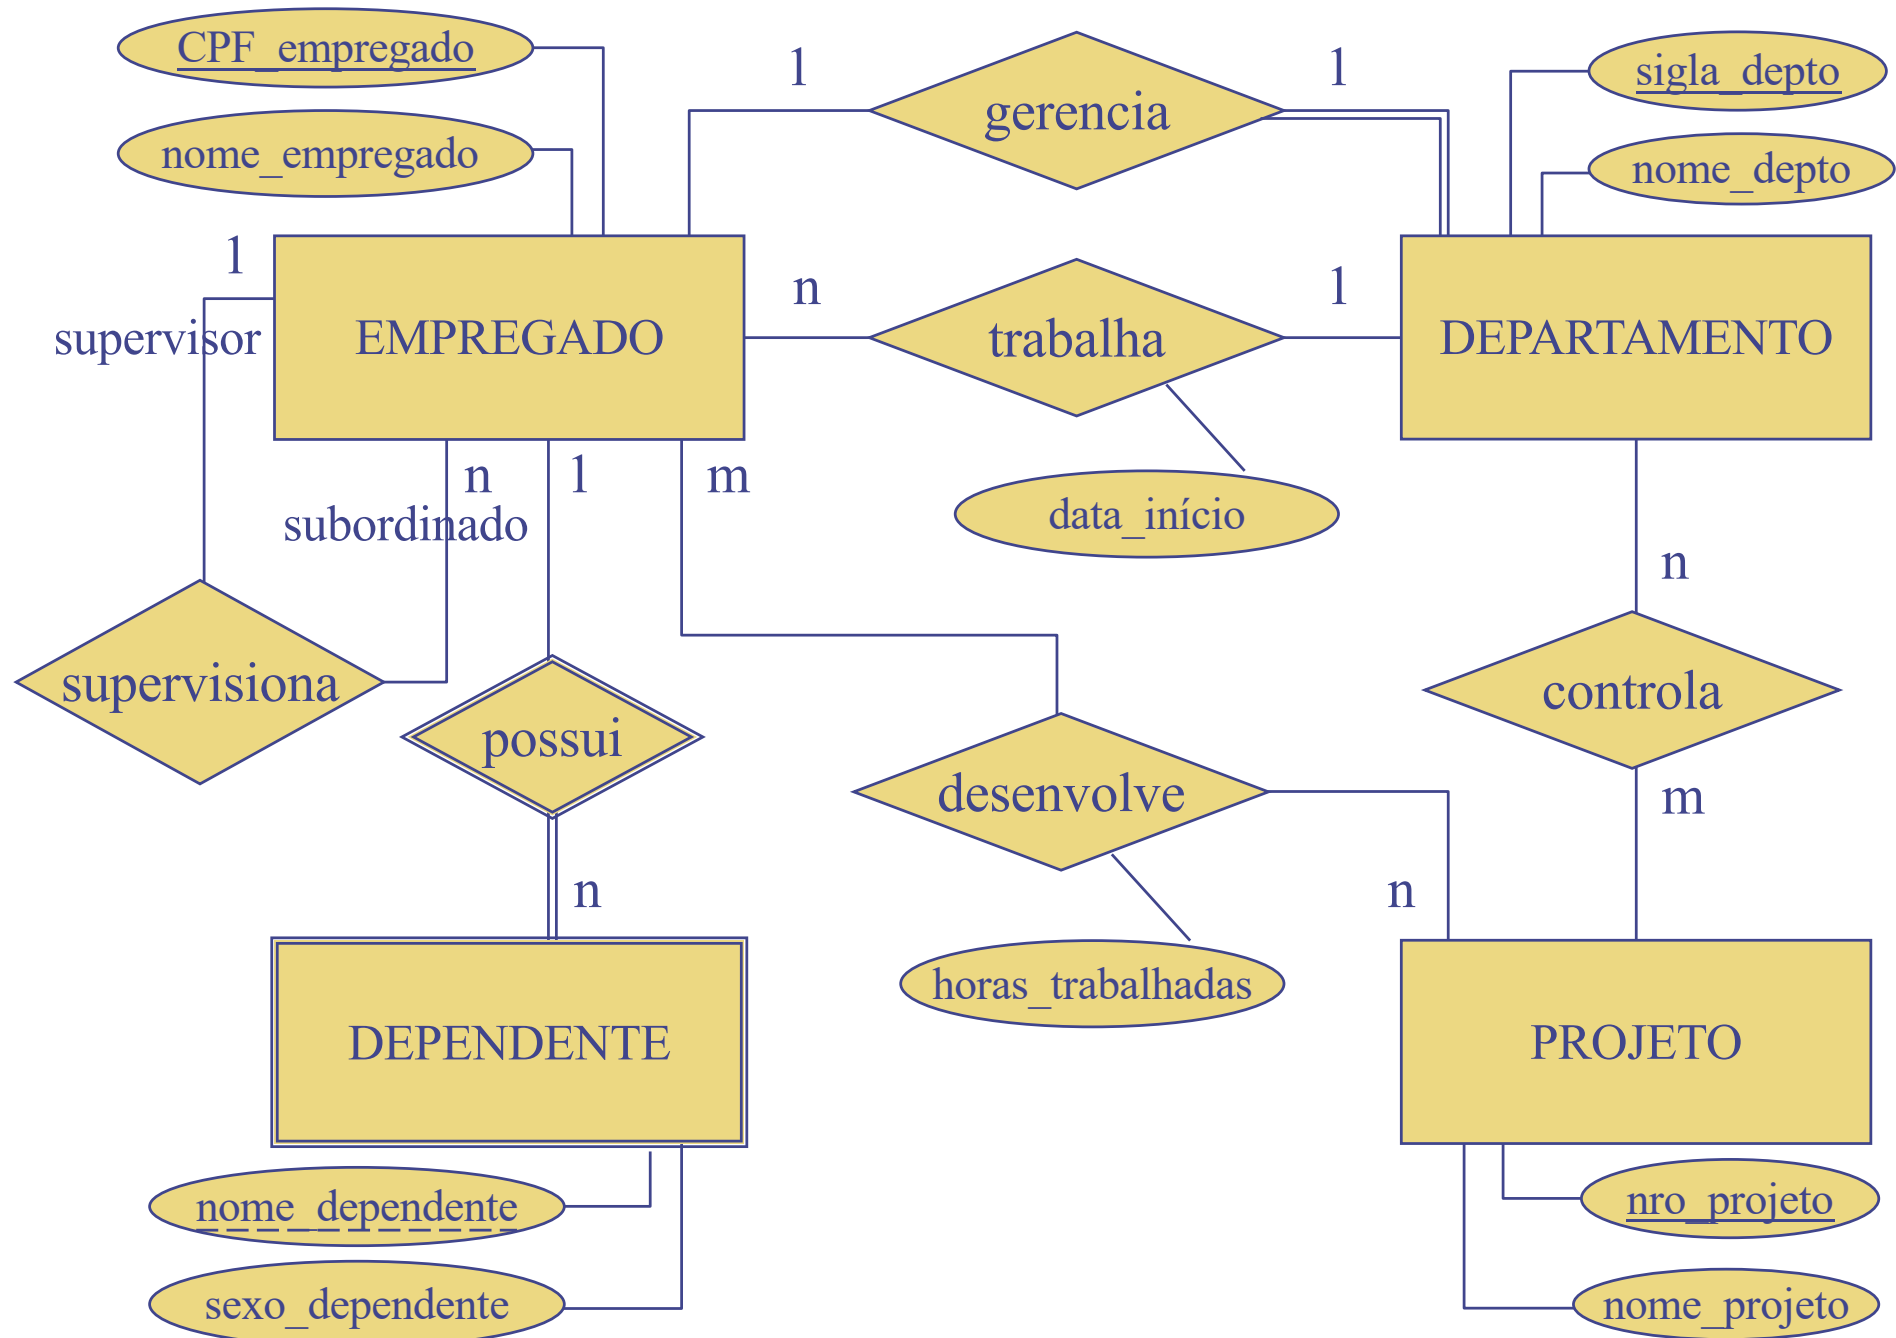 CPF_empregado
1
gerencia
1
sigla_depto
nome_empregado
nome_depto
1
supervisor
EMPREGADO
n
trabalha
1
DEPARTAMENTO
n
subordinado
1
m
data_início
n
supervisiona
possui
desenvolve
controla
m
n
n
horas_trabalhadas
DEPENDENTE
PROJETO
nome_dependente
nro_projeto
sexo_dependente
nome_projeto